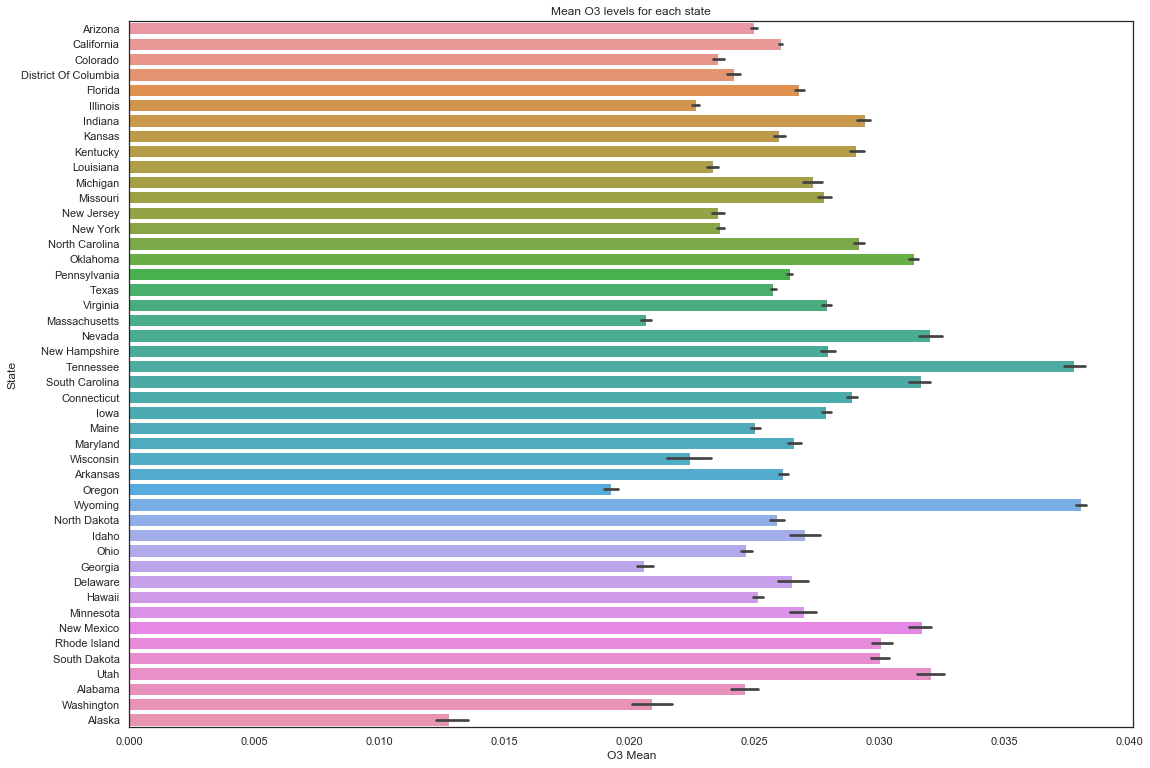 Mean O3 levels for each state
State
Arizona
California
Colorado
District Of Columbia
Florida
Illinois
Indiana
Kansas
Kentucky
Louisiana
Michigan
Missouri
New Jersey
New York
North Carolina
Oklahoma
Pennsylvania
Texas
Virginia
Massachusetts
Nevada
New Hampshire
Tennessee
South Carolina
Connecticut
Iowa
Maine
Maryland
Wisconsin
Arkansas
Oregon
Wyoming
North Dakota
Idaho
Ohio
Georgia
Delaware
Hawaii
Minnesota
New Mexico
Rhode Island
South Dakota
Utah
Alabama
Washington
Alaska
0.000 0.005 0.010 0.015 0.020 0.025 0.030 0.035 0.040
O3 Mean